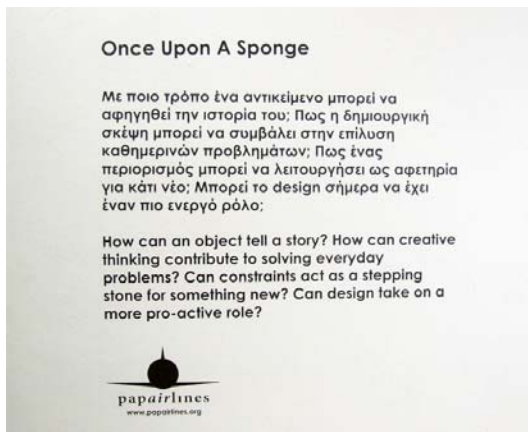 Once Upon A Sponge
Με ποιο τρόπο ένα αντικείμενο μπορεί να
αφηγηθεί την ιστορία του; Πως η δημιουργική
σκέψη μπορεί να συμβάλει στην επίλυση
καθημερινών προβλημάτων; Πως ένας
περιορισμός μπορεί να λειτουργήσει ως αφετηρία
για κάτι νέο; Μπορεί το design σήμερα να έχει
έναν πιο ενεργό ρόλο;
How can an object tell a story? How can creative
thinking contribute to solving everyday
problems? Can constraints act as a stepping
stone for something new? Can design take on a
more pro-active role?
papairlines
www.papairlines.org